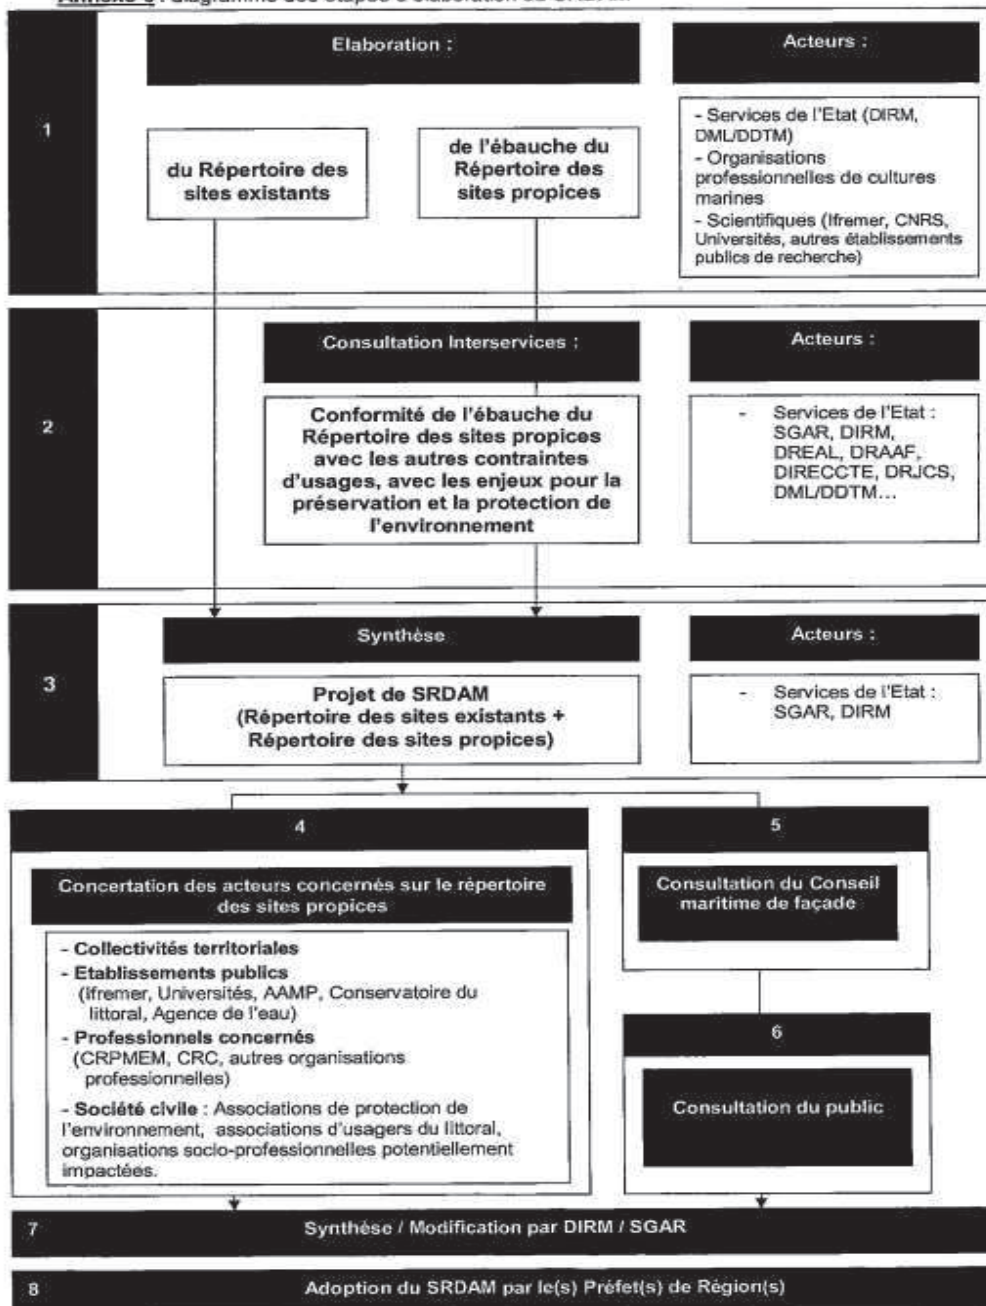 1
Elaboration :
Acteurs :
du Répertoire des
sites existants
de l'ébauche du
Répertoire des
sites propices
- Services de l'Etat (DIRM,
DML/DDTM)
- Organisations
professionnelles de cultures
marines
- Scientifiques (Ifremer, CNRS,
Universités, autres établissements
publics de recherche)
2
Consultation Interservices :
Acteurs :
Conformité de l'ébauche du
Répertoire des sites propices
avec les autres contraintes
d'usages, avec les enjeux pour la
préservation et la protection de
l'environnement
- Services de l'Etat :
SGAR, DIRM,
DREAL, DRAAF,
DIRECCTE, DRJCS,
DML/DDTM...
3
Synthèse
Acteurs :
Projet de SRDAM
(Répertoire des sites existants +
Répertoire des sites propices)
- Services de l'Etat :
SGAR, DIRM
4
Concertation des acteurs concernés sur le répertoire
des sites propices
- Collectivités territoriales
- Etablissements publics
(Ifremer, Universités, AAMP, Conservatoire du
littoral, Agence de l'eau)
- Professionnels concernés
(CRPMEM, CRC, autres organisations
professionnelles)
- Société civile : Associations de protection de
l'environnement, associations d'usagers du littoral,
organisations socio-professionnelles potentiellement
impactées.
5
Consultation du Conseil
maritime de façade
6
Consultation du public
7 Synthèse / Modification par DIRM / SGAR
8 Adoption du SRDAM par le(s) Préfet(s) de Région(s)